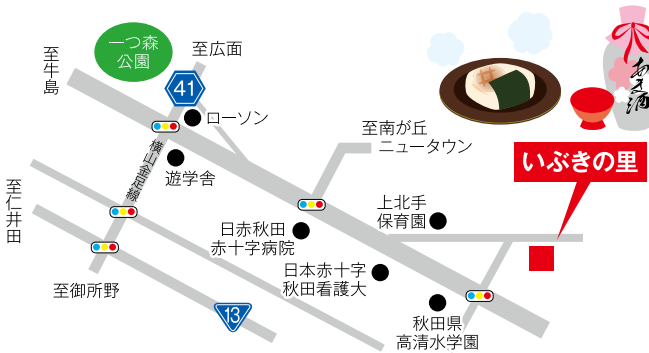 一つ森
公園
至広面
至牛島
41
ローソン
横山金足線
遊学舎
至南が丘
ニュータウン
あま酒
いぶきの里
至仁井田
上北手
保育園
日赤秋田
赤十字病院
日本赤十字
秋田看護大
至御所野
13
秋田県
高清水学園